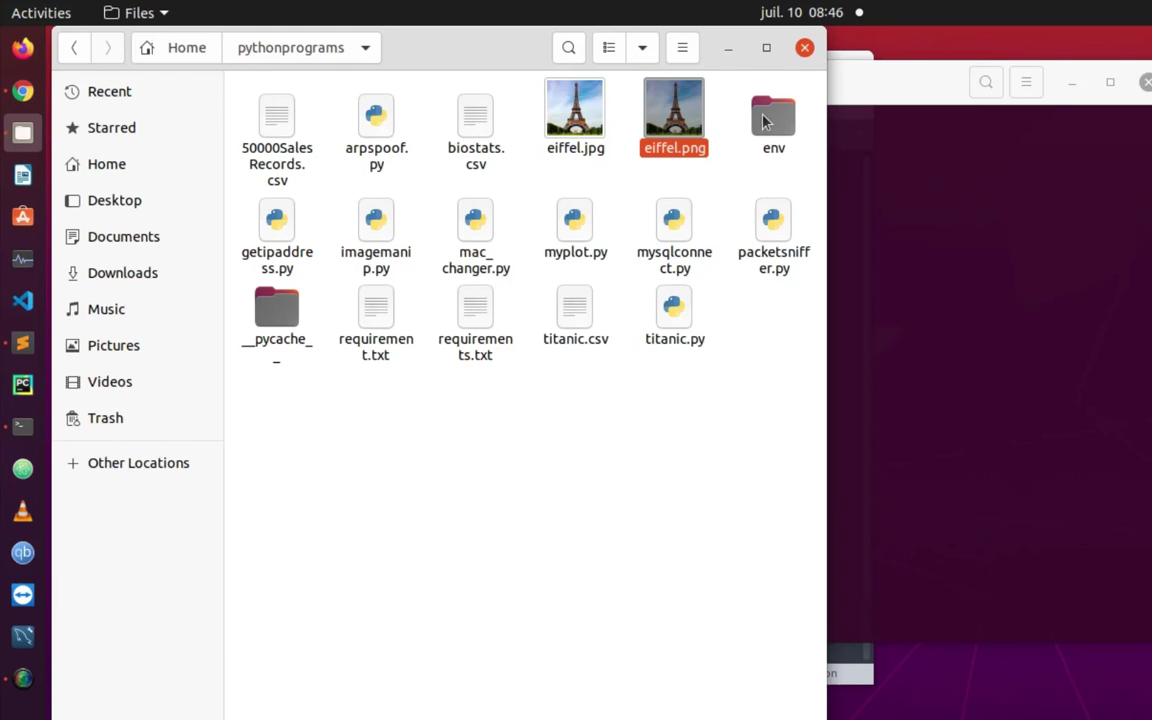 Activities
Files
juil. 10 08:46
Home
pythonprograms
Recent
Starred
Home
Desktop
Documents
Downloads
Music
Pictures
Videos
Trash
Other Locations
50000Sales
Records.
csv
arpspoof.
py
biostats.
csv
eiffel.jpg
eiffel.png
env
getipaddre
ss.py
imagemani
p.py
mac_
changer.py
myplot.py
mysqlconne
ct.py
packetsniff
er.py
__pycache_
_
requiremen
t.txt
requiremen
ts.txt
titanic.csv
titanic.py
PC
qb
on